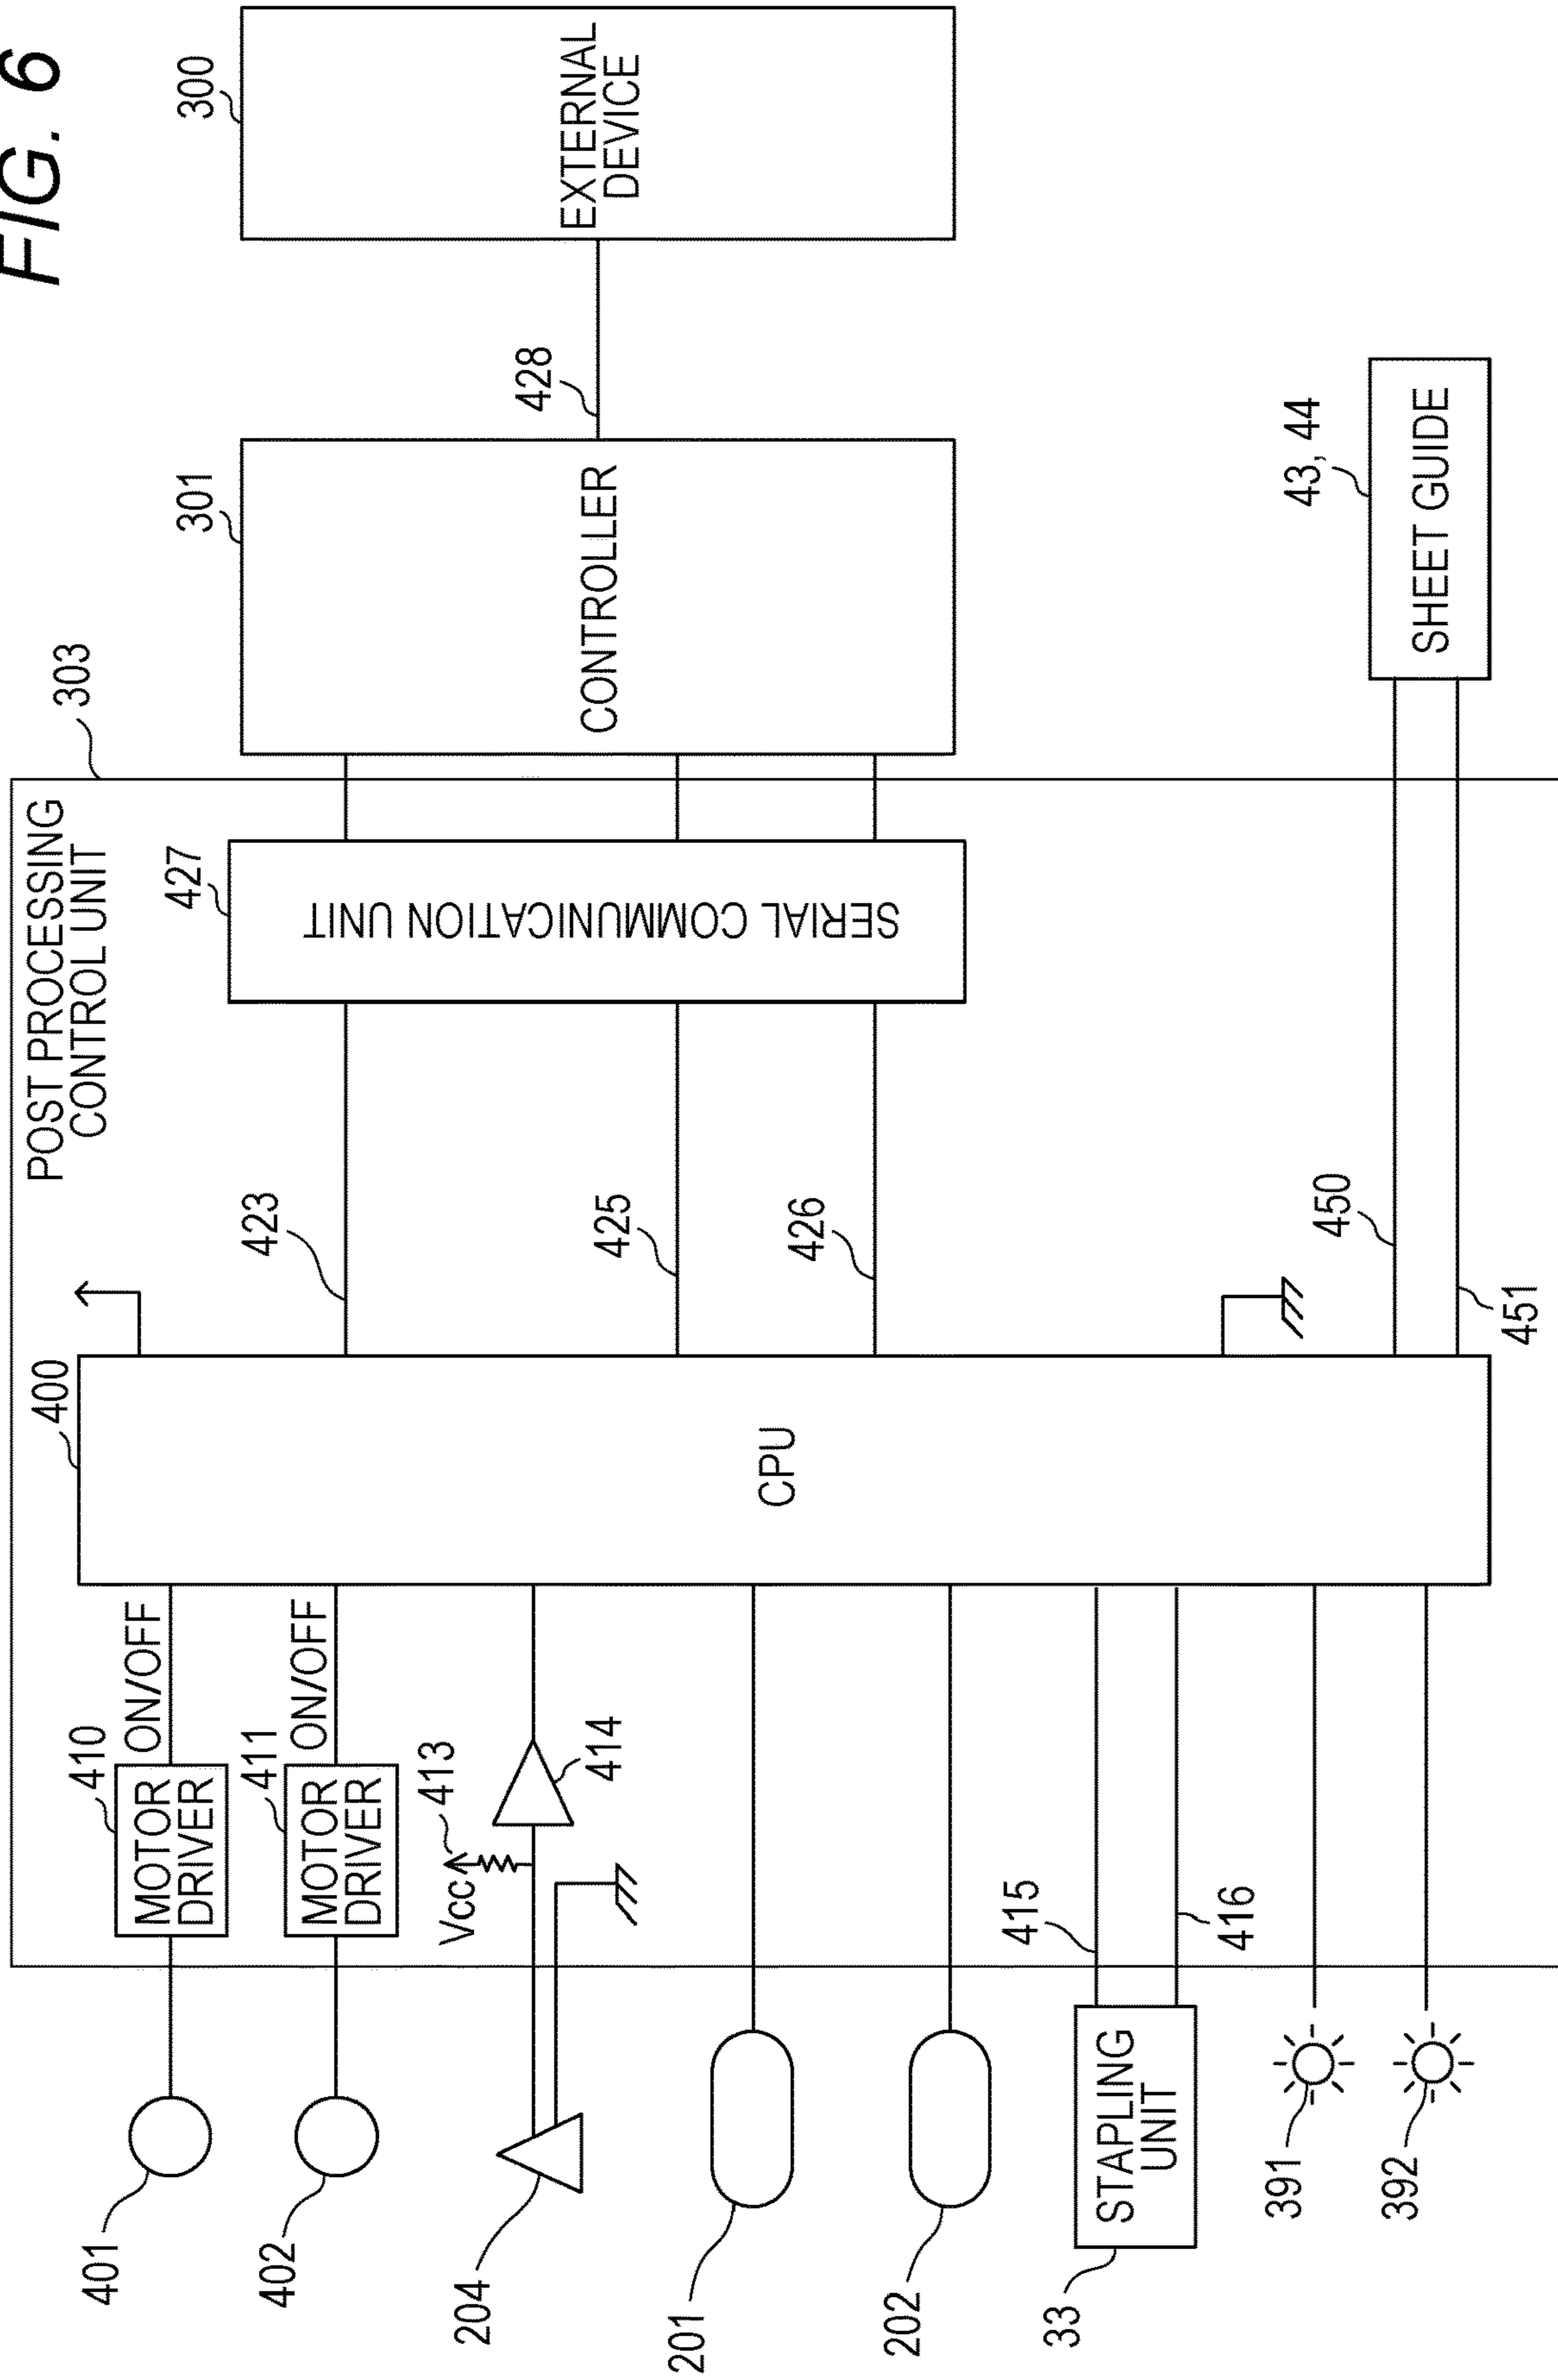 FIG. 6
303
POST PROCESSING
CONTROL UNIT
400
401
410
MOTOR
DRIVER
ON/OFF
402
411
MOTOR
DRIVER
ON/OFF
204
Vcc
413
414
201
202
33
STAPLING
UNIT
415
416
391
392
CPU
423
425
426
427
SERIAL COMMUNICATION UNIT
301
CONTROLLER
428
300
EXTERNAL
DEVICE
450
451
43, 44
SHEET GUIDE